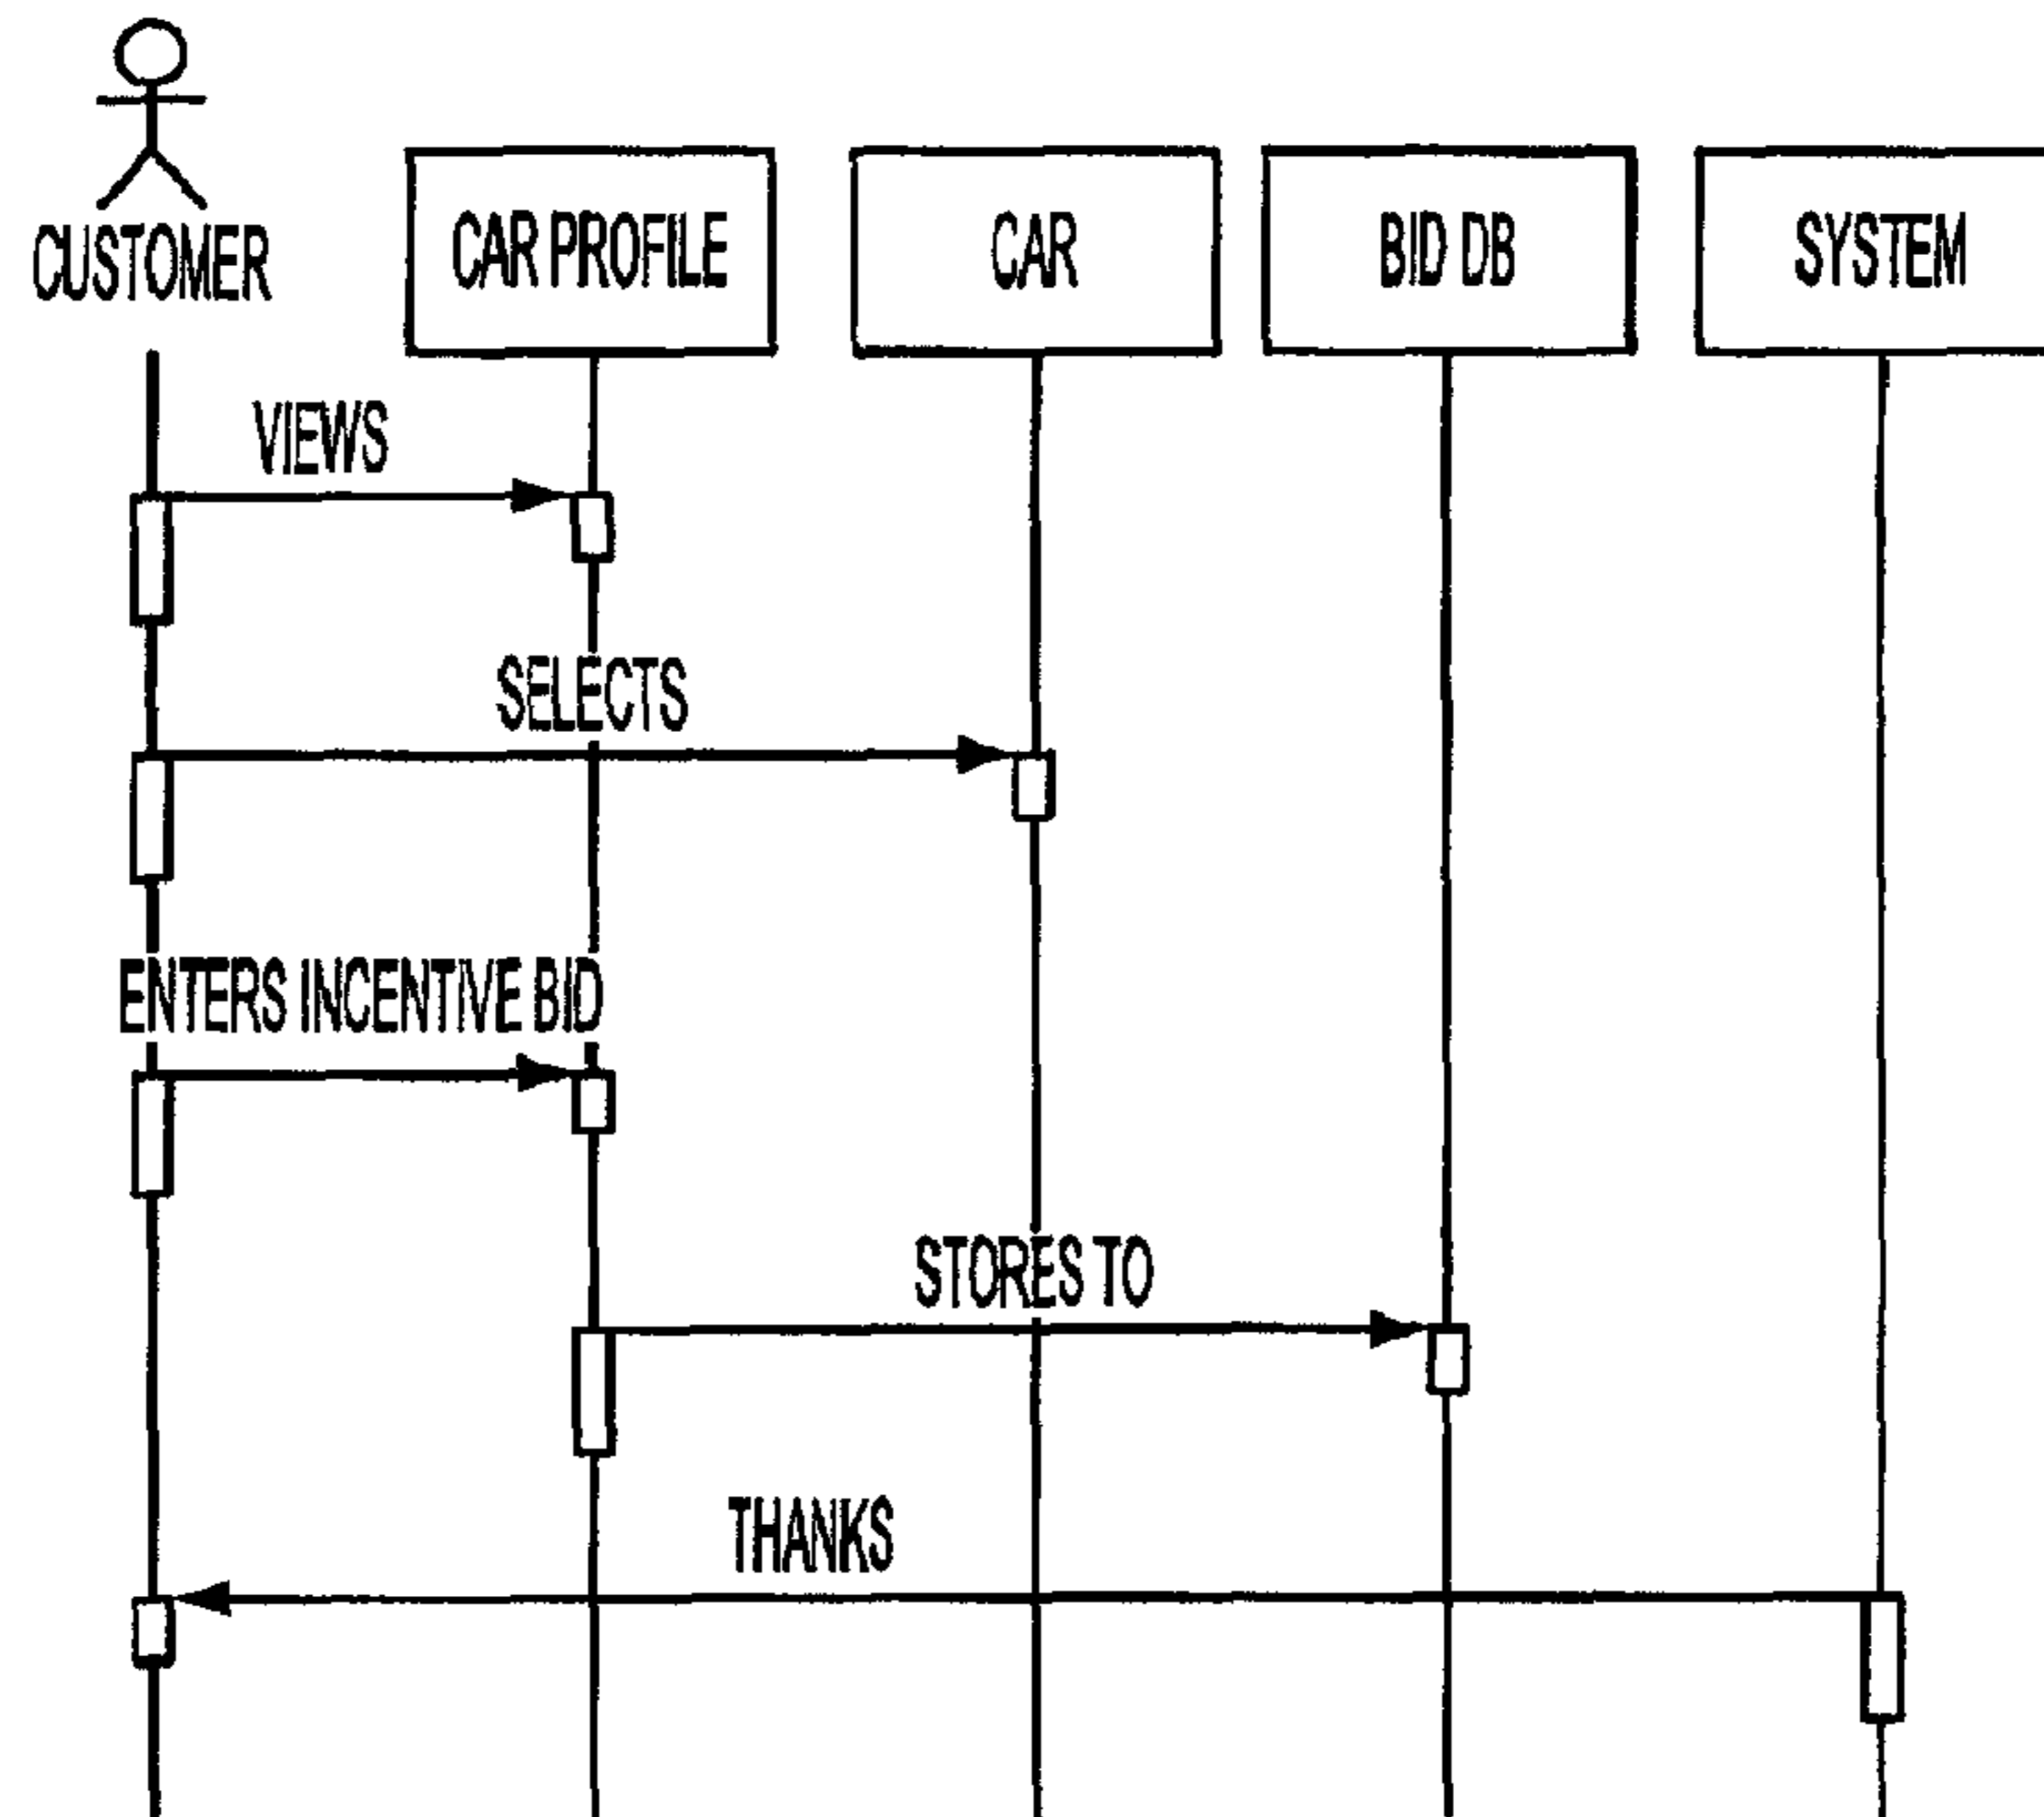 CUSTOMER
CAR PROFILE
CAR
BID DB
SYSTEM
VIEWS
SELECTS
ENTERS INCENTIVE BID
STORES TO
THANKS